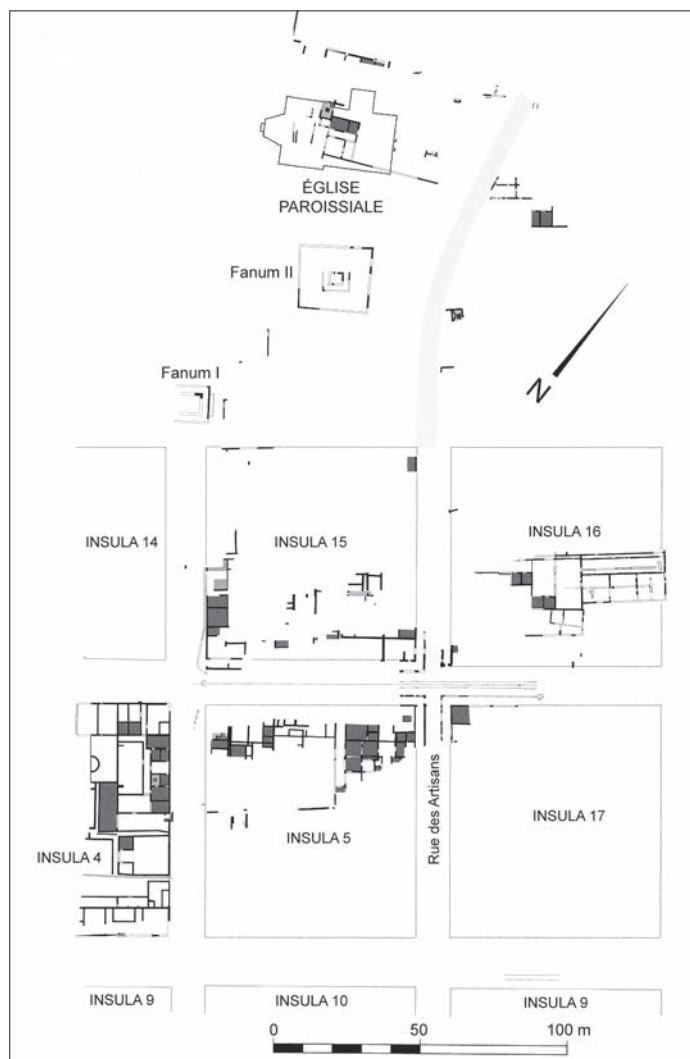 ÉGLISE
PAROISSIALE
Fanum II
Fanum I
N
INSULA 14
INSULA 15
INSULA 16
INSULA 4
INSULA 5
Rue des Artisans
INSULA 17
INSULA 9
INSULA 10
INSULA 9
0 50 100 m